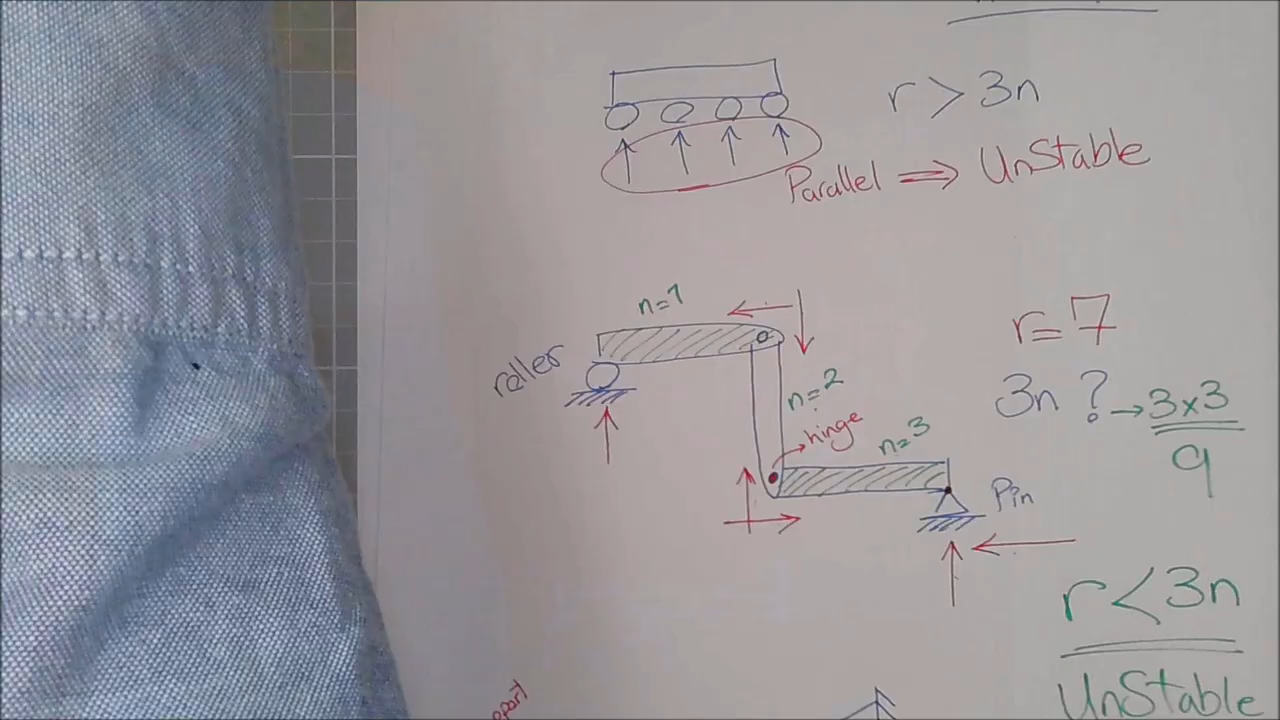 r > 3n
Parallel ⇒ UnStable
n=1
roller
n=2
hinge
n=3
Pin
r = 7
3n ? → 3×3
9
r < 3n
UnStable